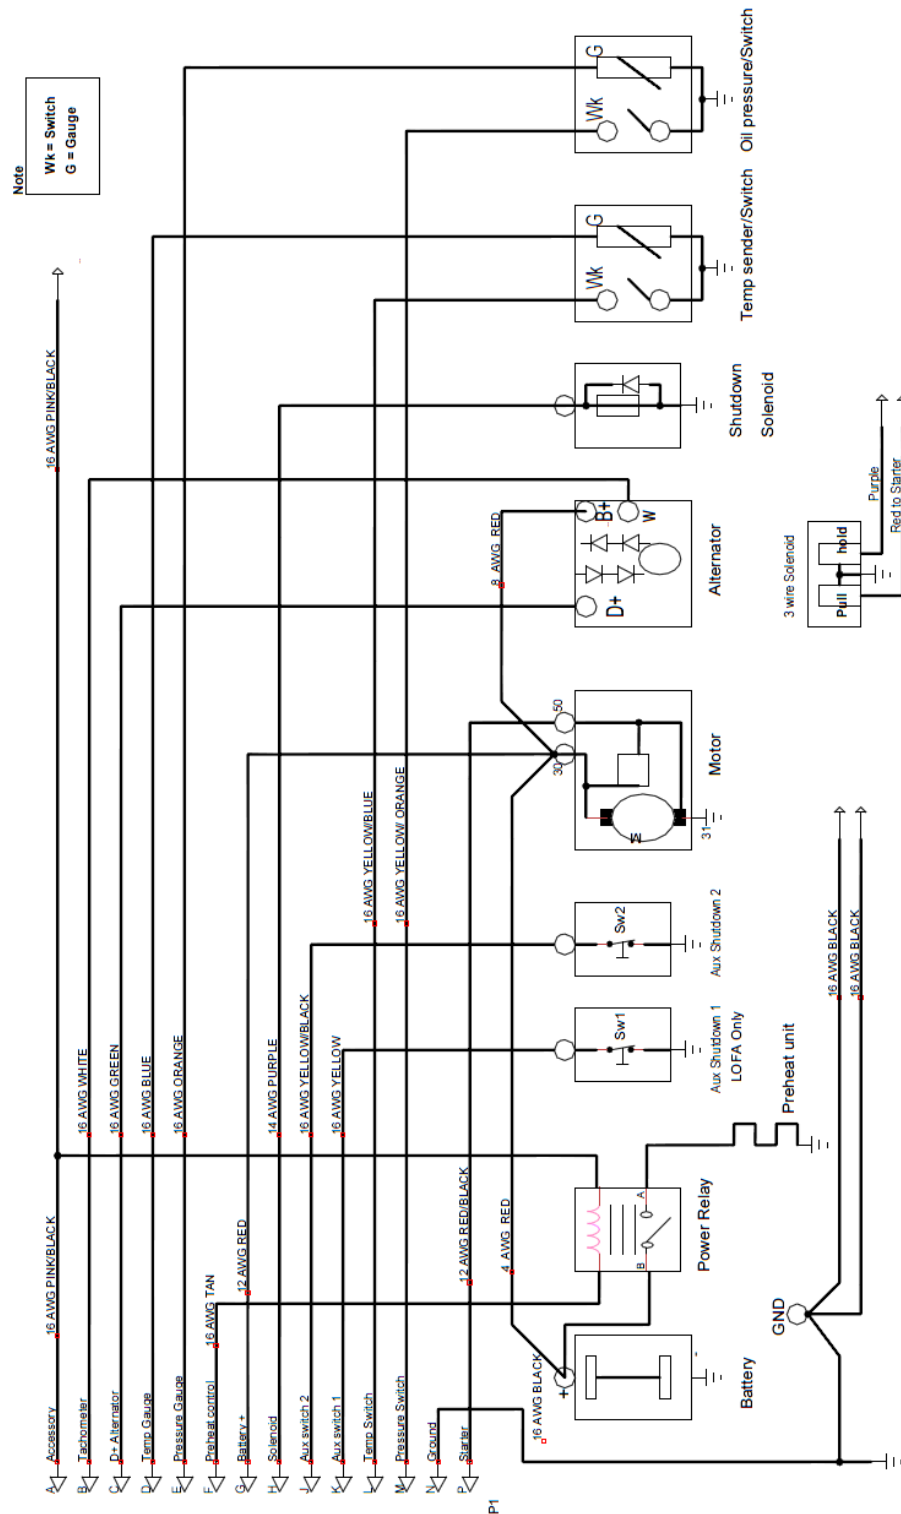 Note
Wk = Switch
G = Gauge
A
Accessory
16 AWG PINK/BLACK
16 AWG PINK/BLACK
B
Tachometer
16 AWG WHITE
C
D+ Alternator
16 AWG GREEN
D
Temp Gauge
16 AWG BLUE
E
Pressure Gauge
16 AWG ORANGE
F
Preheat control
16 AWG TAN
G
Battery +
12 AWG RED
H
Solenoid
14 AWG PURPLE
J
Aux switch 2
16 AWG YELLOW/BLACK
K
Aux switch 1
16 AWG YELLOW
L
Temp Switch
16 AWG YELLOW/BLUE
M
Pressure Switch
16 AWG YELLOW/ ORANGE
N
Ground
16 AWG BLACK
P
Starter
12 AWG RED/BLACK
P1
4 AWG RED
8 AWG RED
+
-
Battery
B
A
Power Relay
Preheat unit
Sw1
Aux Shutdown 1
LOFA Only
Sw2
Aux Shutdown 2
30
50
M
31
Motor
D+
B+
W
Alternator
Shutdown
Solenoid
Wk
G
Temp sender/Switch
Wk
G
Oil pressure/Switch
3 wire Solenoid
Pull
hold
Purple
Red to Starter
GND
16 AWG BLACK
16 AWG BLACK